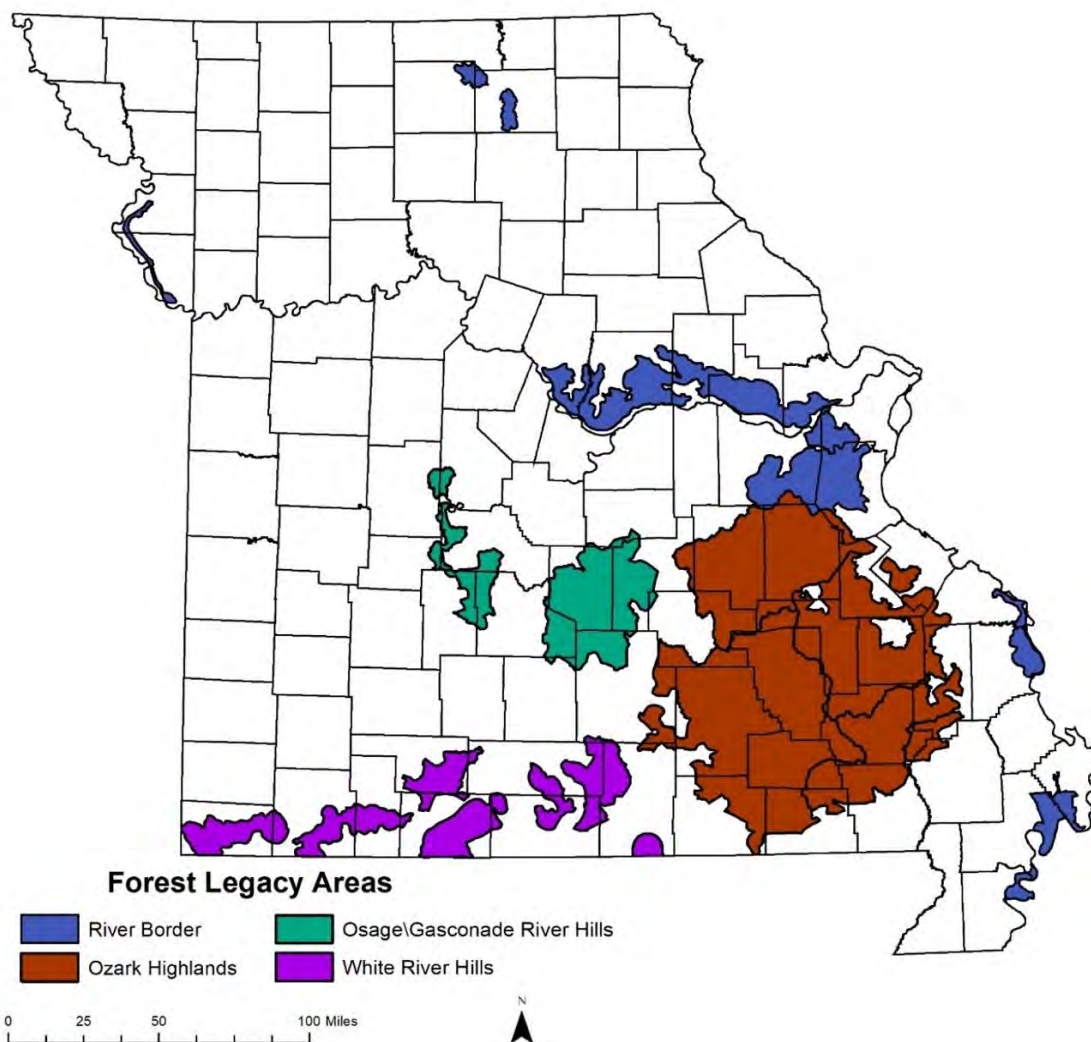 Forest Legacy Areas
River Border
Osage\Gasconade River Hills
Ozark Highlands
White River Hills
0 25 50 100 Miles
N